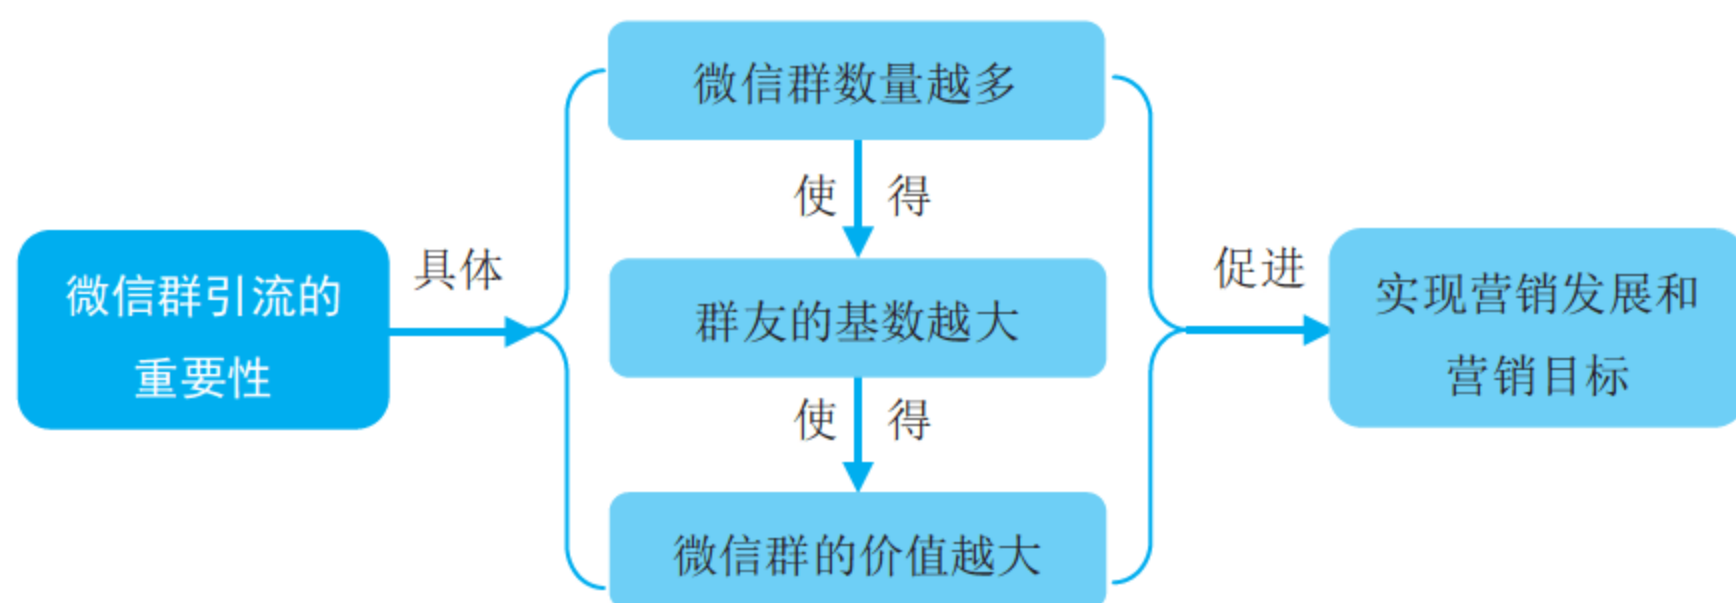 微信群引流的
重要性
具体
微信群数量越多
使得
群友的基数越大
使得
微信群的价值越大
促进
实现营销发展和
营销目标